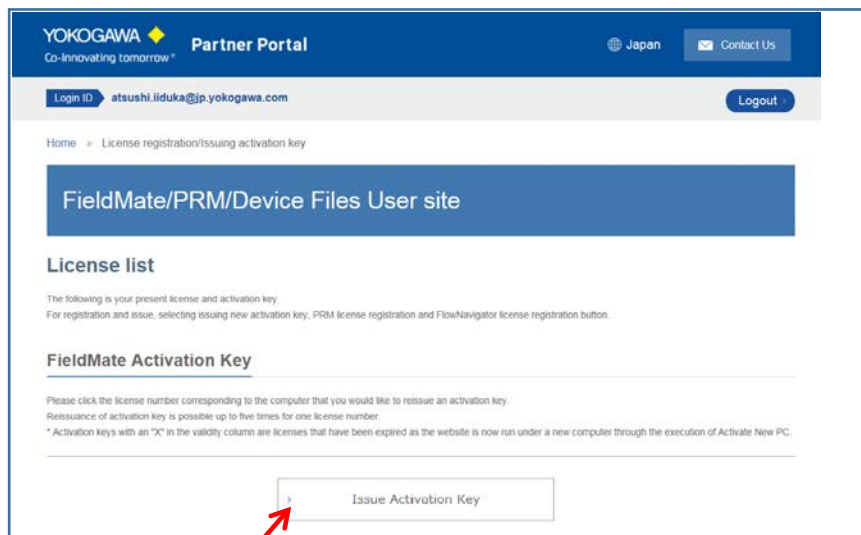 YOKOGAWA
Co-innovating tomorrow®
Partner Portal
Japan
Contact Us
Login ID atsushi.iiduka@jp.yokogawa.com
Logout
Home » License registration/Issuing activation key
FieldMate/PRM/Device Files User site
License list
The following is your present license and activation key.
For registration and issue, selecting issuing new activation key, PRM license registration and FlowNavigator license registration button.
FieldMate Activation Key
Please click the license number corresponding to the computer that you would like to reissue an activation key.
Reissuance of activation key is possible up to five times for one license number.
* Activation keys with an "X" in the validity column are licenses that have been expired as the website is now run under a new computer through the execution of Activate New PC.
Issue Activation Key